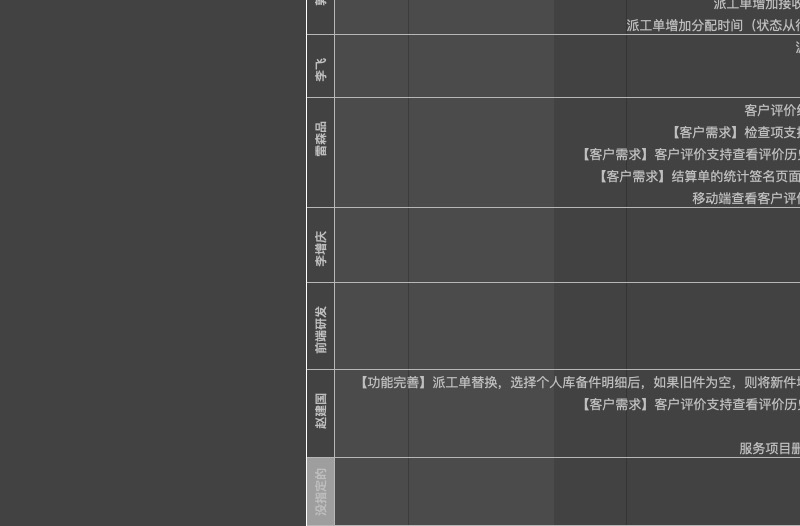 派工单增加接收
派工单增加分配时间（状态从待
李飞
雷森品
客户评价
【客户需求】检查项支持
【客户需求】客户评价支持查看评价历史
【客户需求】结算单的统计签名页面
移动端查看客户评价
李增庆
前端研发
赵建国
【功能完善】派工单替换，选择个人库备件明细后，如果旧件为空，则将新件
【客户需求】客户评价支持查看评价历史
服务项目
没指定的